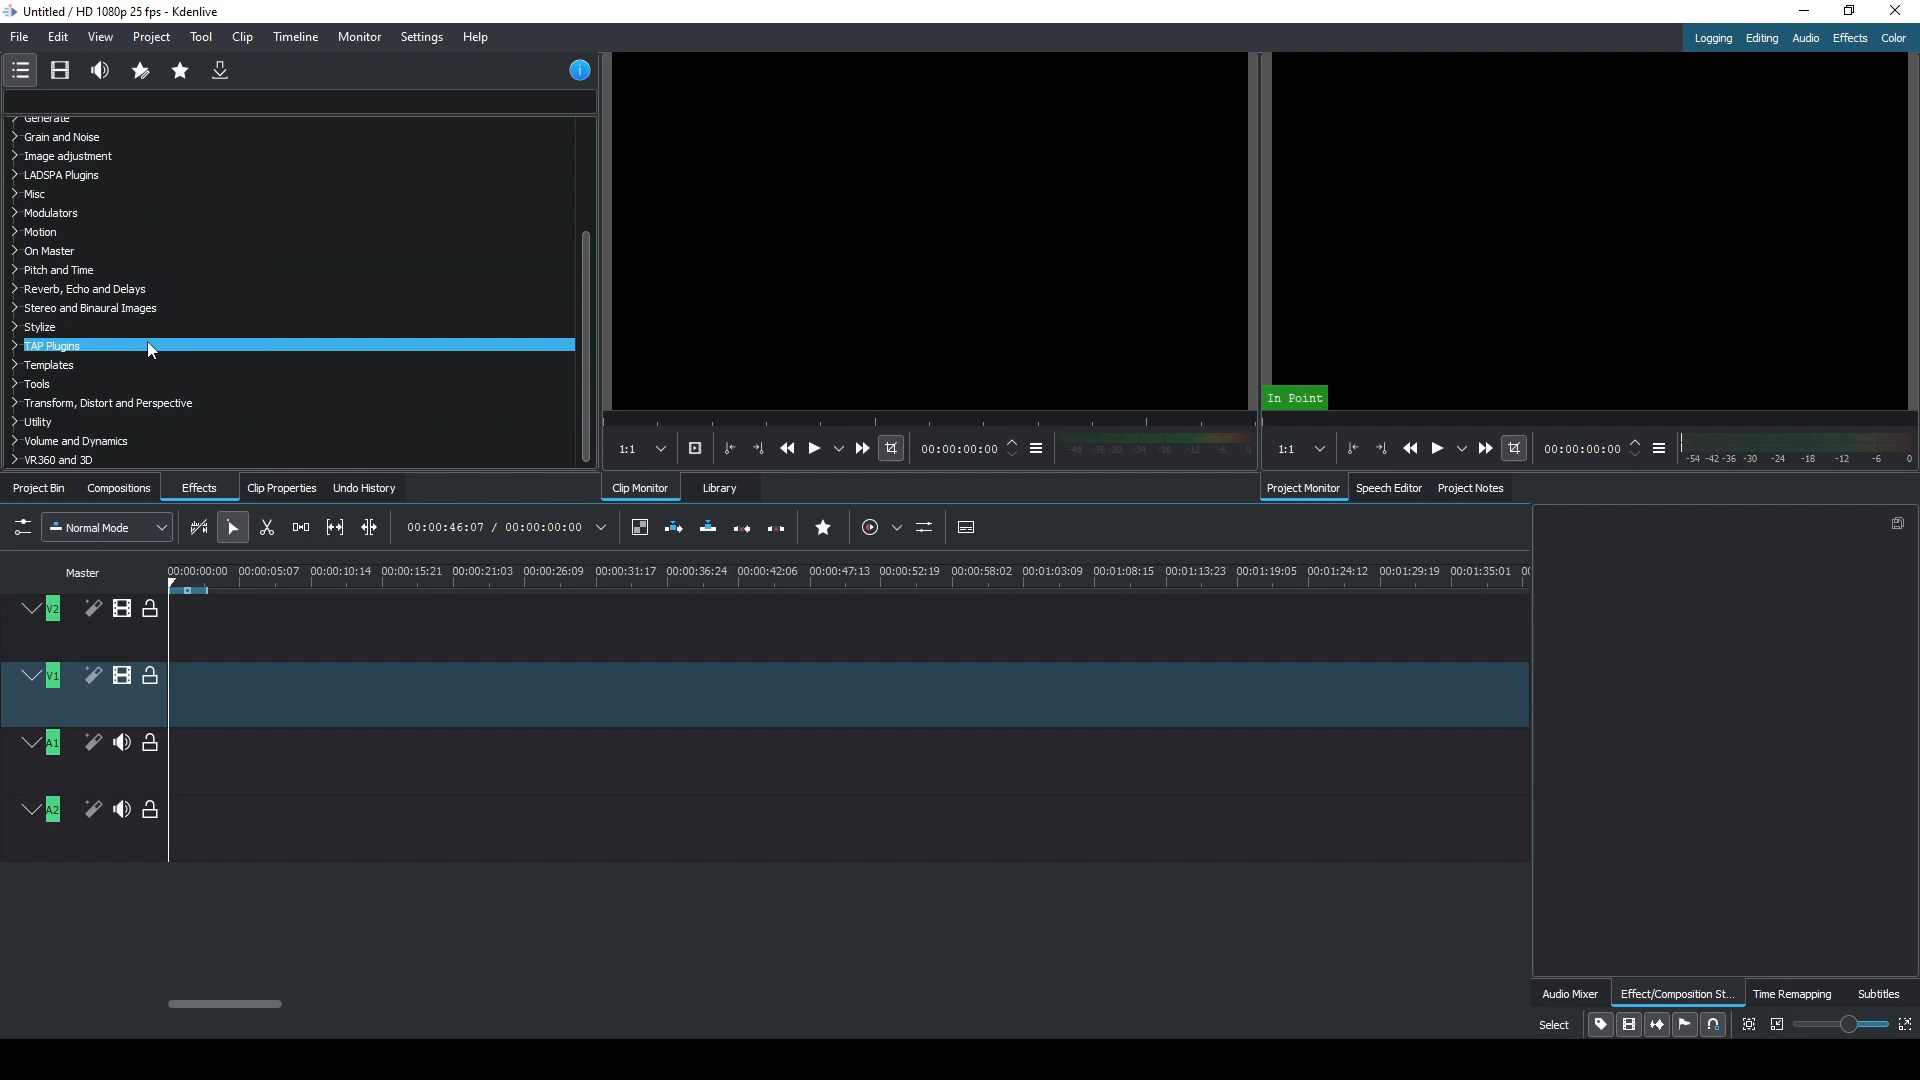 Untitled / HD 1080p 25 fps - Kdenlive
File Edit View Project Tool Clip Timeline Monitor Settings Help
Logging Editing Audio Effects Color
Generate
Grain and Noise
Image adjustment
LADSPA Plugins
Misc
Modulators
Motion
On Master
Pitch and Time
Reverb, Echo and Delays
Stereo and Binaural Images
Stylize
TAP Plugins
Templates
Tools
Transform, Distort and Perspective
Utility
Volume and Dynamics
VR360 and 3D
In Point
1:1 00:00:00:00 -48 -36 -30 -24 -18 -12 -6 0
1:1 00:00:00:00 -54 -42 -36 -30 -24 -18 -12 -6 0
Project Bin Compositions Effects Clip Properties Undo History
Clip Monitor Library
Project Monitor Speech Editor Project Notes
Normal Mode 00:00:46:07 / 00:00:00:00
Master 00:00:00:00 00:00:05:07 00:00:10:14 00:00:15:21 00:00:21:03 00:00:26:09 00:00:31:17 00:00:36:24 00:00:42:06 00:00:47:13 00:00:52:19 00:00:58:02 00:01:03:09 00:01:08:15 00:01:13:23 00:01:19:05 00:01:24:12 00:01:29:19 00:01:35:01
V2
V1
A1
A2
Audio Mixer Effect/Composition St... Time Remapping Subtitles
Select